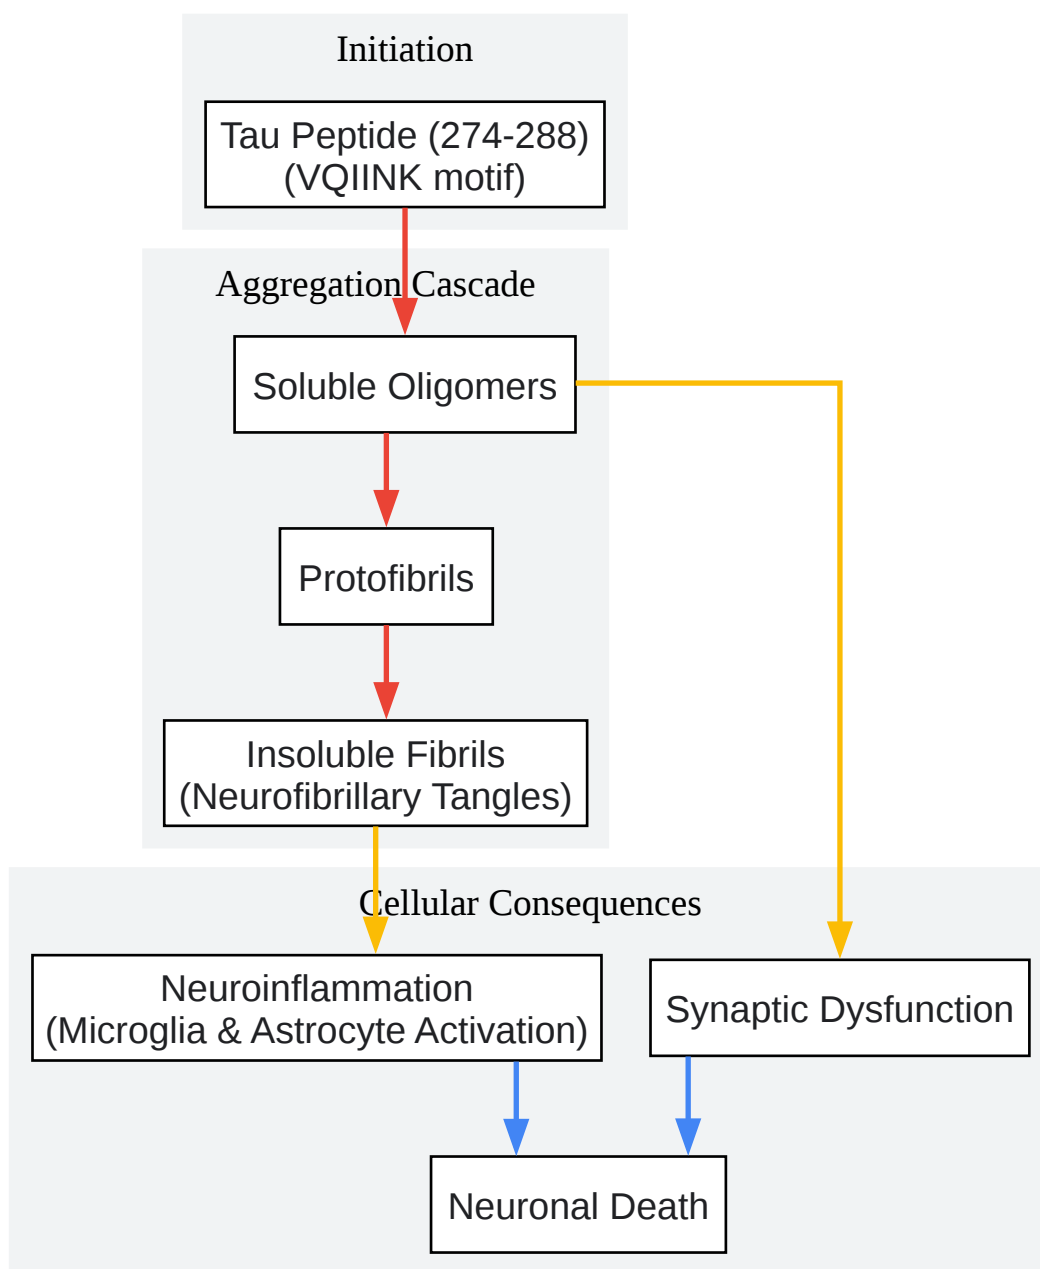 Initiation
Tau Peptide (274-288)
(VQIINK motif)
Aggregation Cascade
Soluble Oligomers
Protofibrils
Insoluble Fibrils
(Neurofibrillary Tangles)
Cellular Consequences
Neuroinflammation
(Microglia & Astrocyte Activation)
Synaptic Dysfunction
Neuronal Death